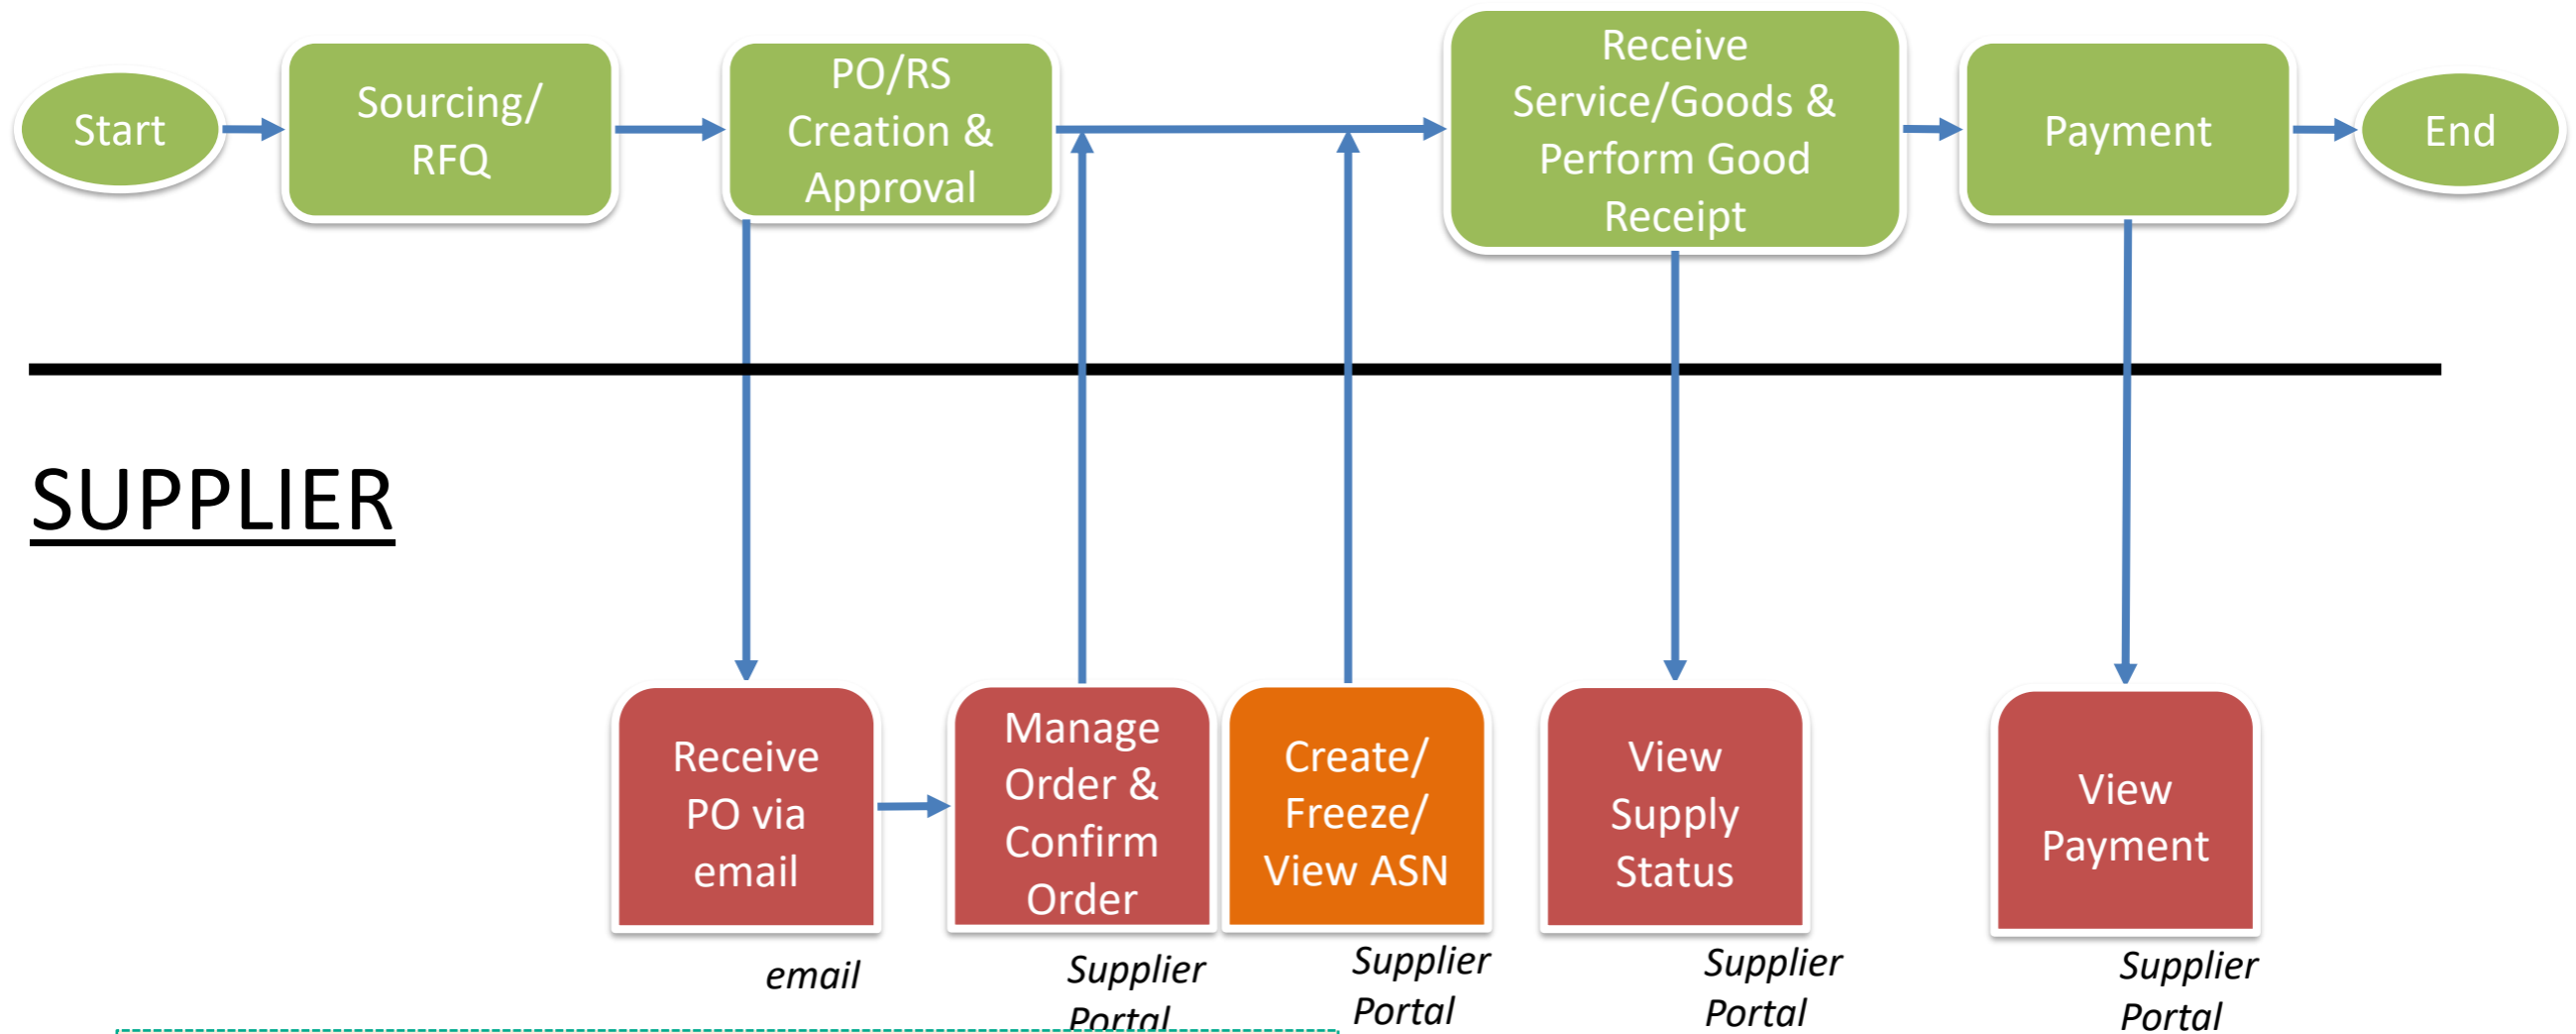 Start
Sourcing/
RFQ
PO/RS
Creation &
Approval
Receive
Service/Goods &
Perform Good
Receipt
Payment
End
SUPPLIER
Receive
PO via
email
Manage
Order &
Confirm
Order
Create/
Freeze/
View ASN
View
Supply
Status
View
Payment
email
Supplier
Portal
Supplier
Portal
Supplier
Portal
Supplier
Portal